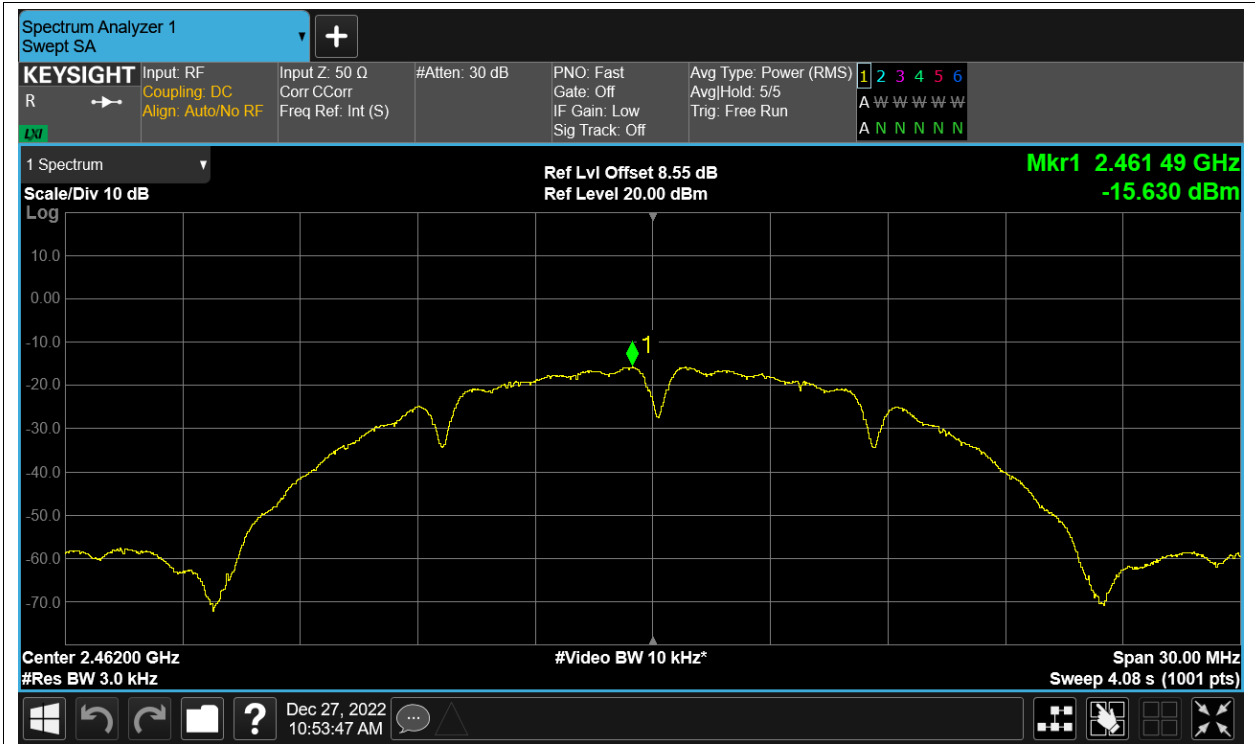 Spectrum Analyzer 1
Swept SA
KEYSIGHT
R
LXI
Input: RF
Coupling: DC
Align: Auto/No RF
Input Z: 50 Ω
Corr CCorr
Freq Ref: Int (S)
#Atten: 30 dB
PNO: Fast
Gate: Off
IF Gain: Low
Sig Track: Off
Avg Type: Power (RMS)
Avg|Hold: 5/5
Trig: Free Run
1 2 3 4 5 6
A W W W W W
A N N N N N
1 Spectrum
Scale/Div 10 dB
Log
Ref Lvl Offset 8.55 dB
Ref Level 20.00 dBm
Mkr1 2.461 49 GHz
-15.630 dBm
10.0
0.00
-10.0
1
-20.0
-30.0
-40.0
-50.0
-60.0
-70.0
Center 2.46200 GHz
#Res BW 3.0 kHz
#Video BW 10 kHz*
Span 30.00 MHz
Sweep 4.08 s (1001 pts)
?
Dec 27, 2022
10:53:47 AM